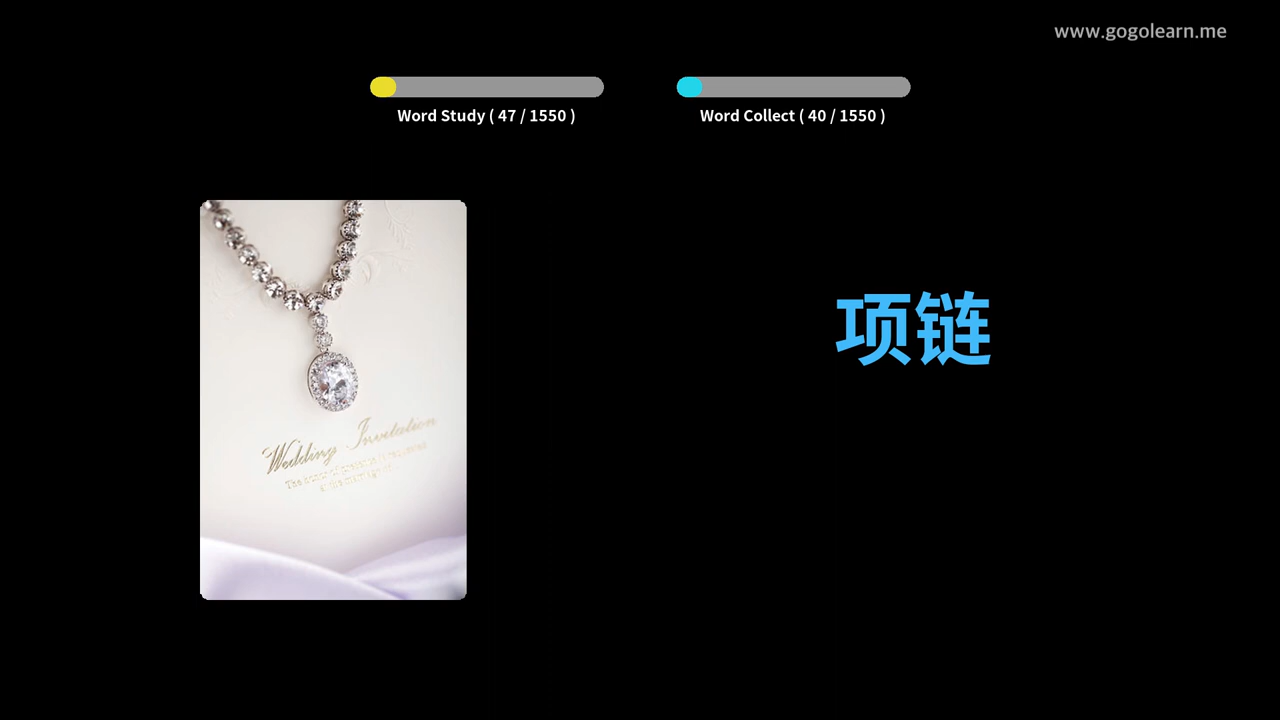 www.gogolearn.me
Word Study ( 47 / 1550 )
Word Collect ( 40 / 1550 )
项链
Wedding Invitation